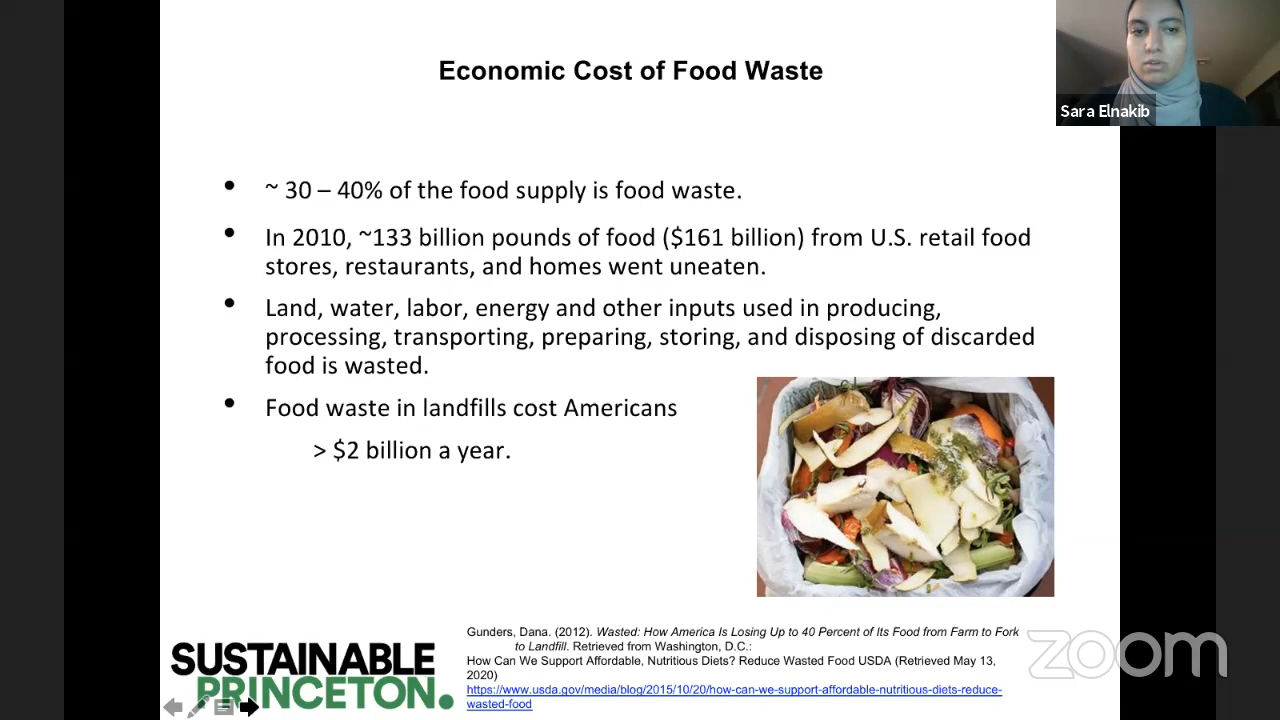 Economic Cost of Food Waste
Sara Elnakib
• ~ 30 – 40% of the food supply is food waste.
• In 2010, ~133 billion pounds of food ($161 billion) from U.S. retail food
stores, restaurants, and homes went uneaten.
• Land, water, labor, energy and other inputs used in producing,
processing, transporting, preparing, storing, and disposing of discarded
food is wasted.
• Food waste in landfills cost Americans
> $2 billion a year.
Gunders, Dana. (2012). Wasted: How America Is Losing Up to 40 Percent of Its Food from Farm to Fork
to Landfill. Retrieved from Washington, D.C.:
How Can We Support Affordable, Nutritious Diets? Reduce Wasted Food USDA (Retrieved May 13,
2020)
https://www.usda.gov/media/blog/2015/10/20/how-can-we-support-affordable-nutritious-diets-reduce-
wasted-food
SUSTAINABLE
PRINCETON.
zoom